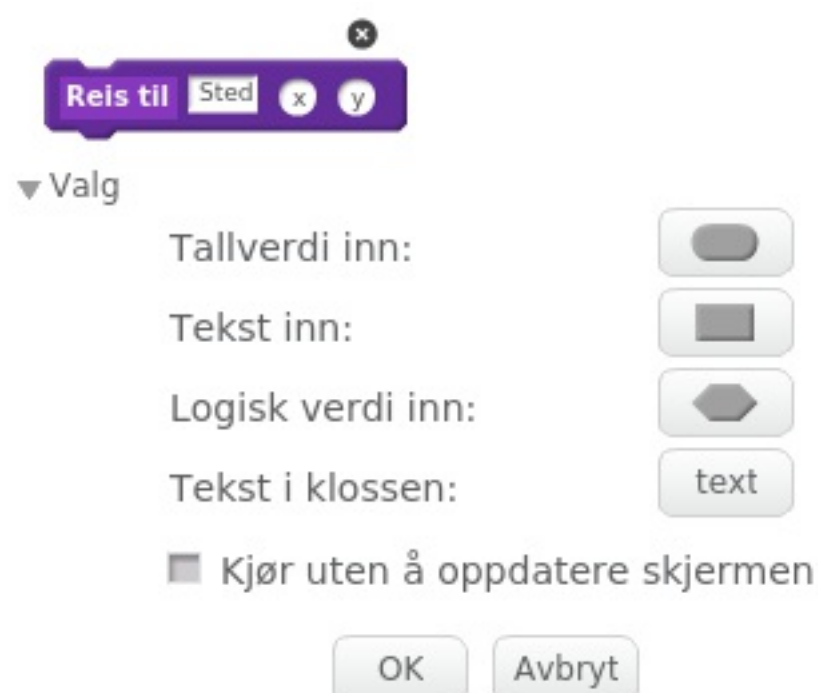 Reis til Sted x y
Valg
Tallverdi inn:
Tekst inn:
Logisk verdi inn:
Tekst i klossen: text
Kjør uten å oppdatere skjermen
OK Avbryt